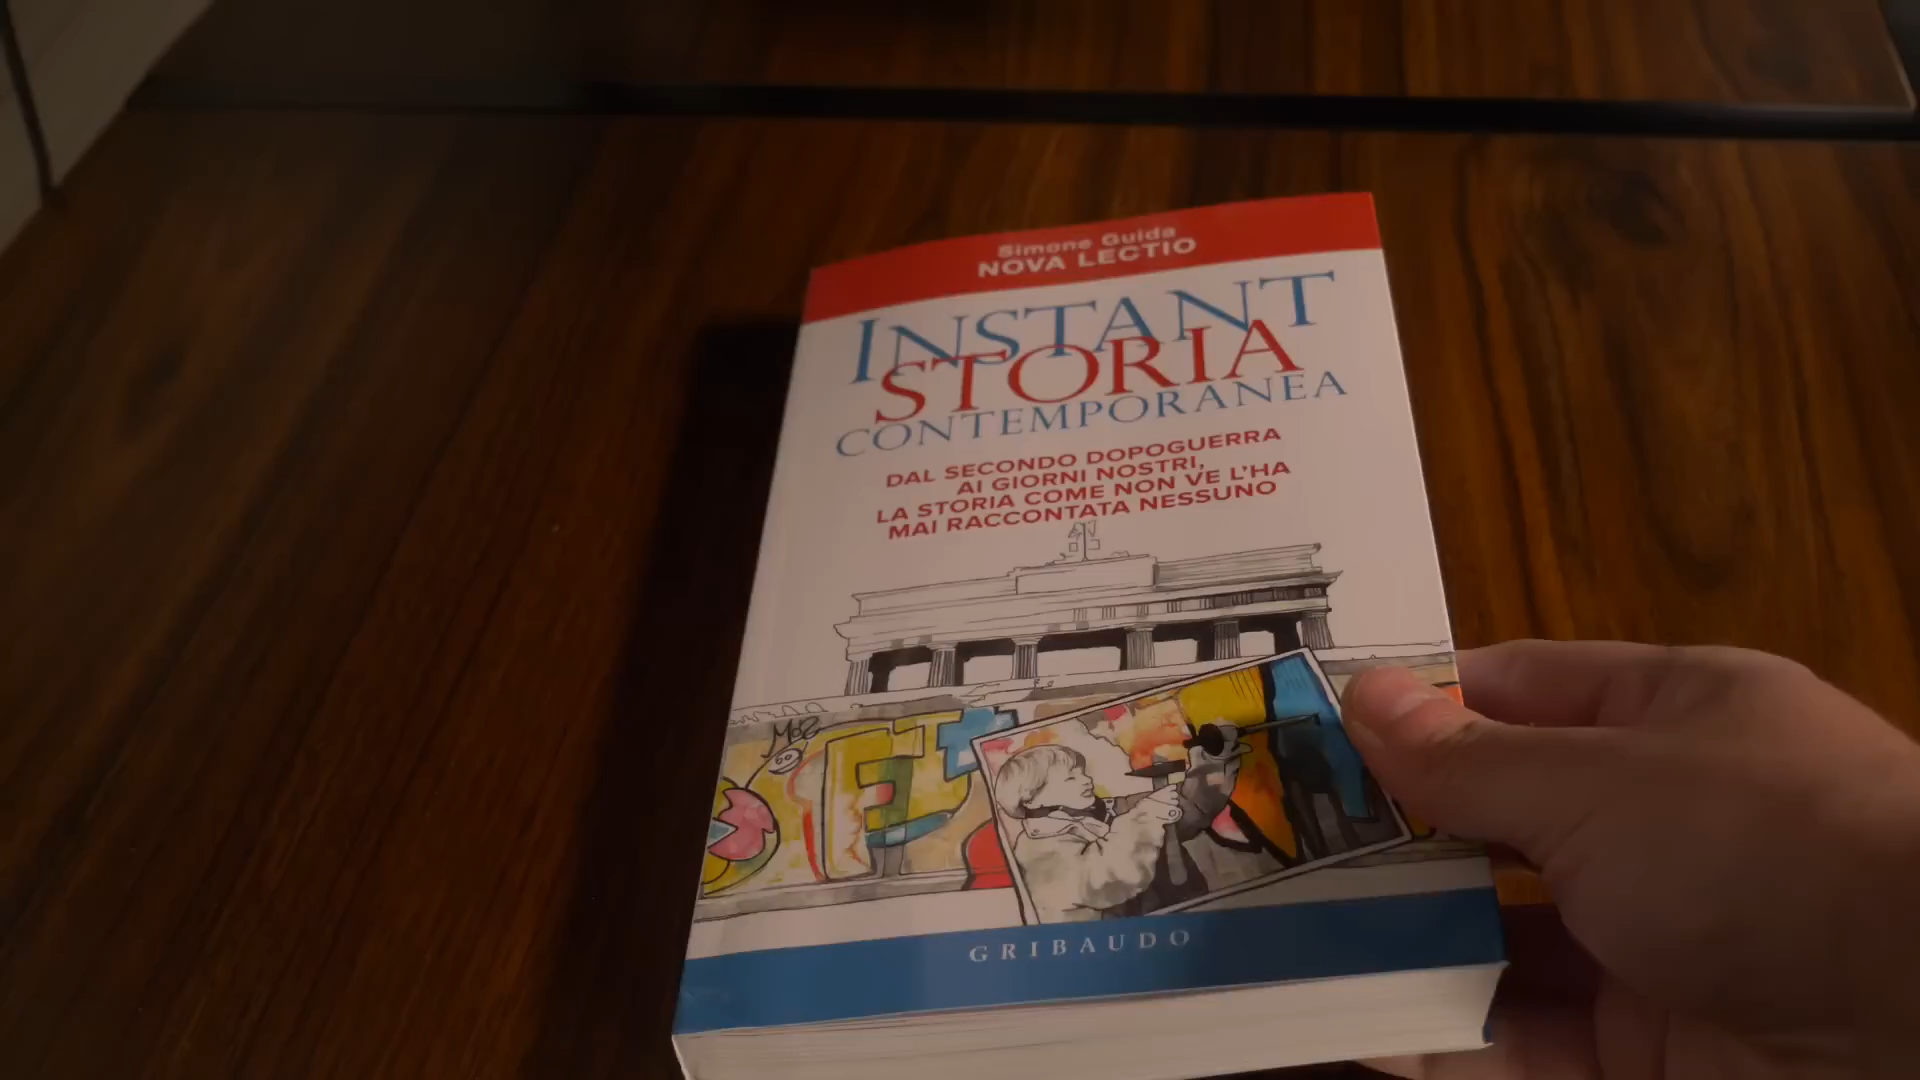 Simone Guida
NOVA LECTIO
INSTANT
STORIA
CONTEMPORANEA
DAL SECONDO DOPOGUERRA
AI GIORNI NOSTRI,
LA STORIA COME NON VE L'HA
MAI RACCONTATA NESSUNO
GRIBAUDO